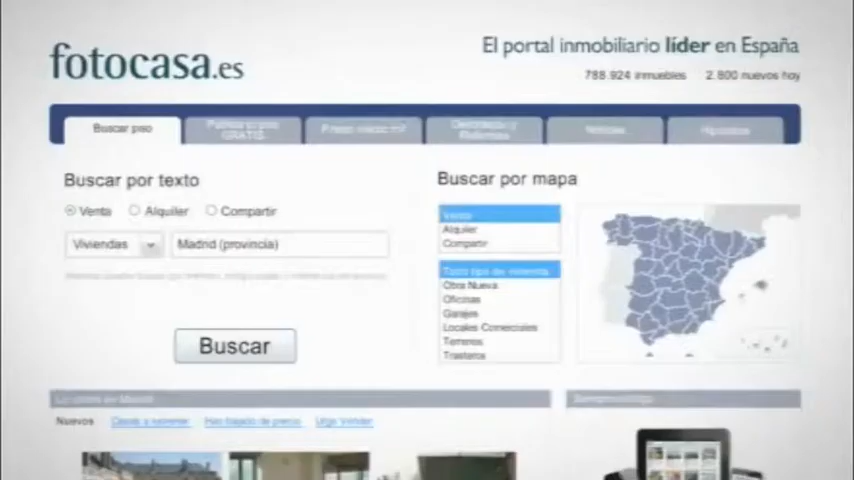 fotocasa.es
El portal inmobiliario líder en España
788.924 inmuebles 2.800 nuevos hoy
Buscar piso
Noticias
Buscar por texto
Venta Alquiler Compartir
Viviendas Madrid (provincia)
Buscar
Buscar por mapa
Venta
Alquiler
Compartir
Todo tipo de vivienda
Obra Nueva
Oficinas
Garajes
Locales Comerciales
Terrenos
Trasteros
Nuevos